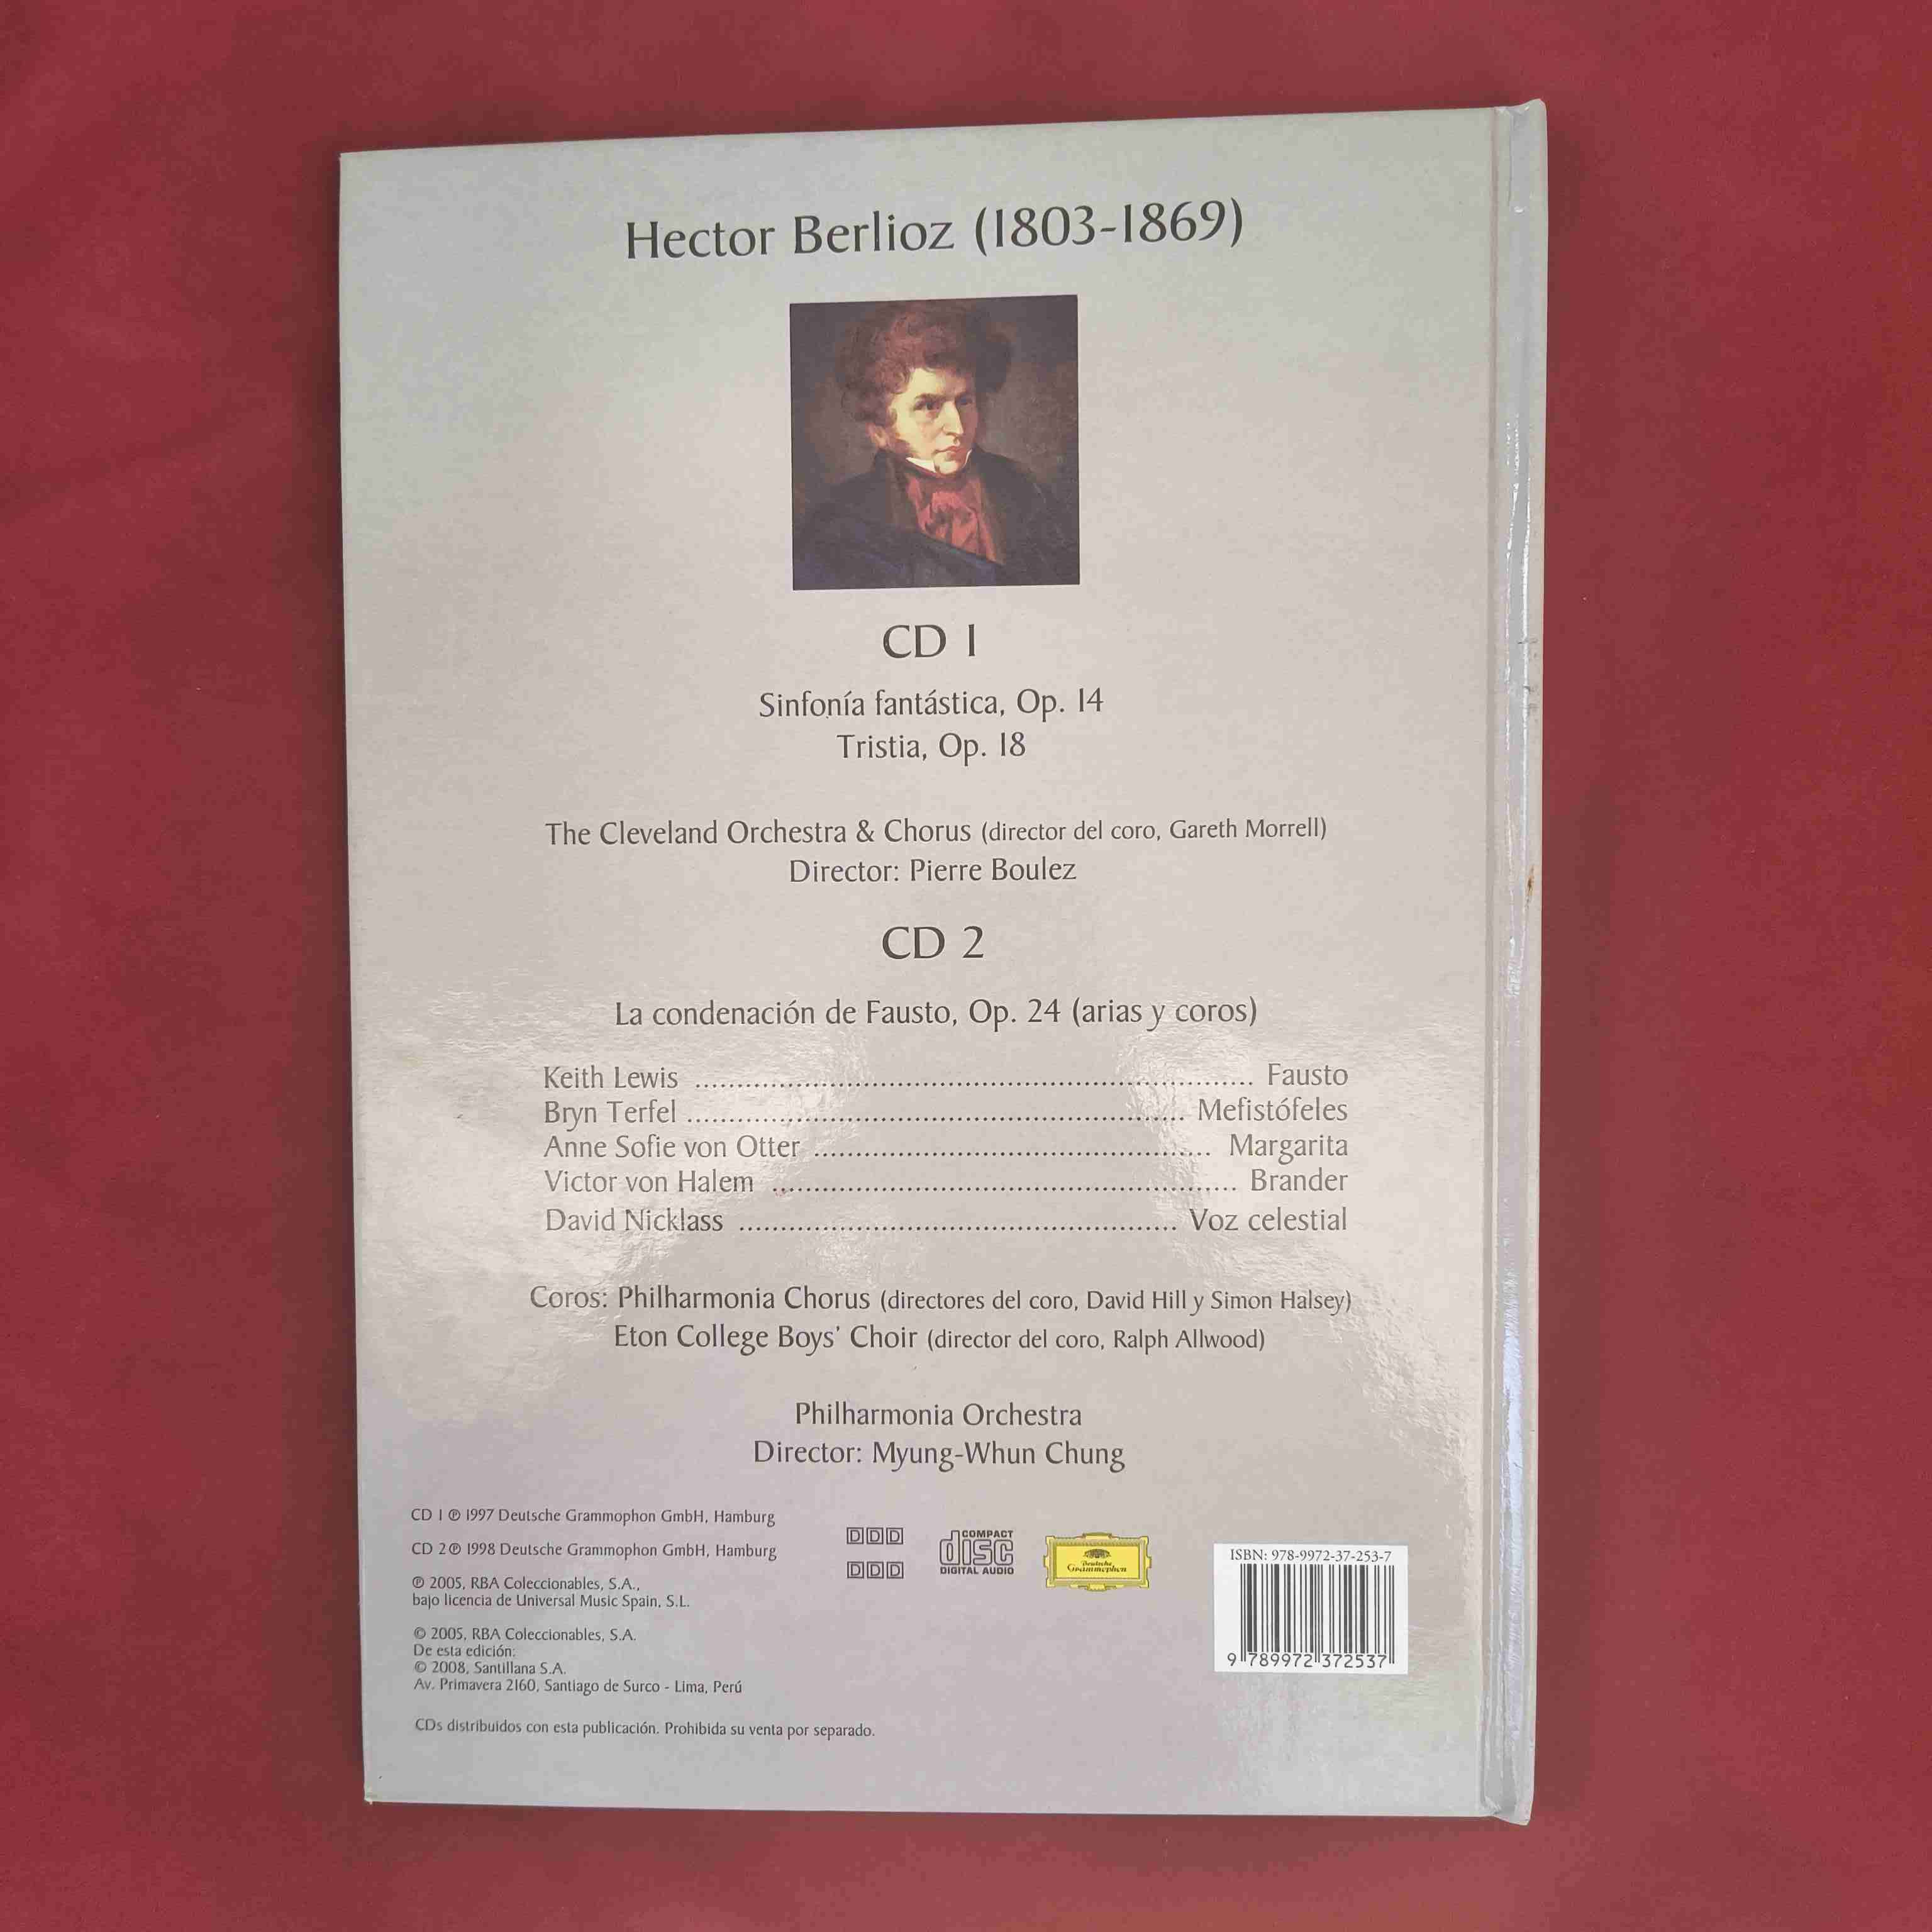 Hector Berlioz (1803-1869)
CD 1
Sinfonía fantástica, Op. 14
Tristia, Op. 18
The Cleveland Orchestra & Chorus (director del coro, Gareth Morrell)
Director: Pierre Boulez
CD 2
La condenación de Fausto, Op. 24 (arias y coros)
Keith Lewis ........................................................................ Fausto
Bryn Terfel ............................................................... Mefistófeles
Anne Sofie von Otter .................................................. Margarita
Victor von Halem ......................................................... Brander
David Nicklass ....................................................... Voz celestial
Coros: Philharmonia Chorus (directores del coro, David Hill y Simon Halsey)
Eton College Boys' Choir (director del coro, Ralph Allwood)
Philharmonia Orchestra
Director: Myung-Whun Chung
CD 1 ℗ 1997 Deutsche Grammophon GmbH, Hamburg
CD 2 ℗ 1998 Deutsche Grammophon GmbH, Hamburg
℗ 2005, RBA Coleccionables, S.A.,
bajo licencia de Universal Music Spain, S.L.
© 2005, RBA Coleccionables, S.A.
De esta edición:
© 2008, Santillana S.A.
Av. Primavera 2160, Santiago de Surco - Lima, Perú
CDs distribuidos con esta publicación. Prohibida su venta por separado.
DDD
DDD
COMPACT
disc
DIGITAL AUDIO
Deutsche
Grammophon
ISBN: 978-9972-37-253-7
9 789972 372537